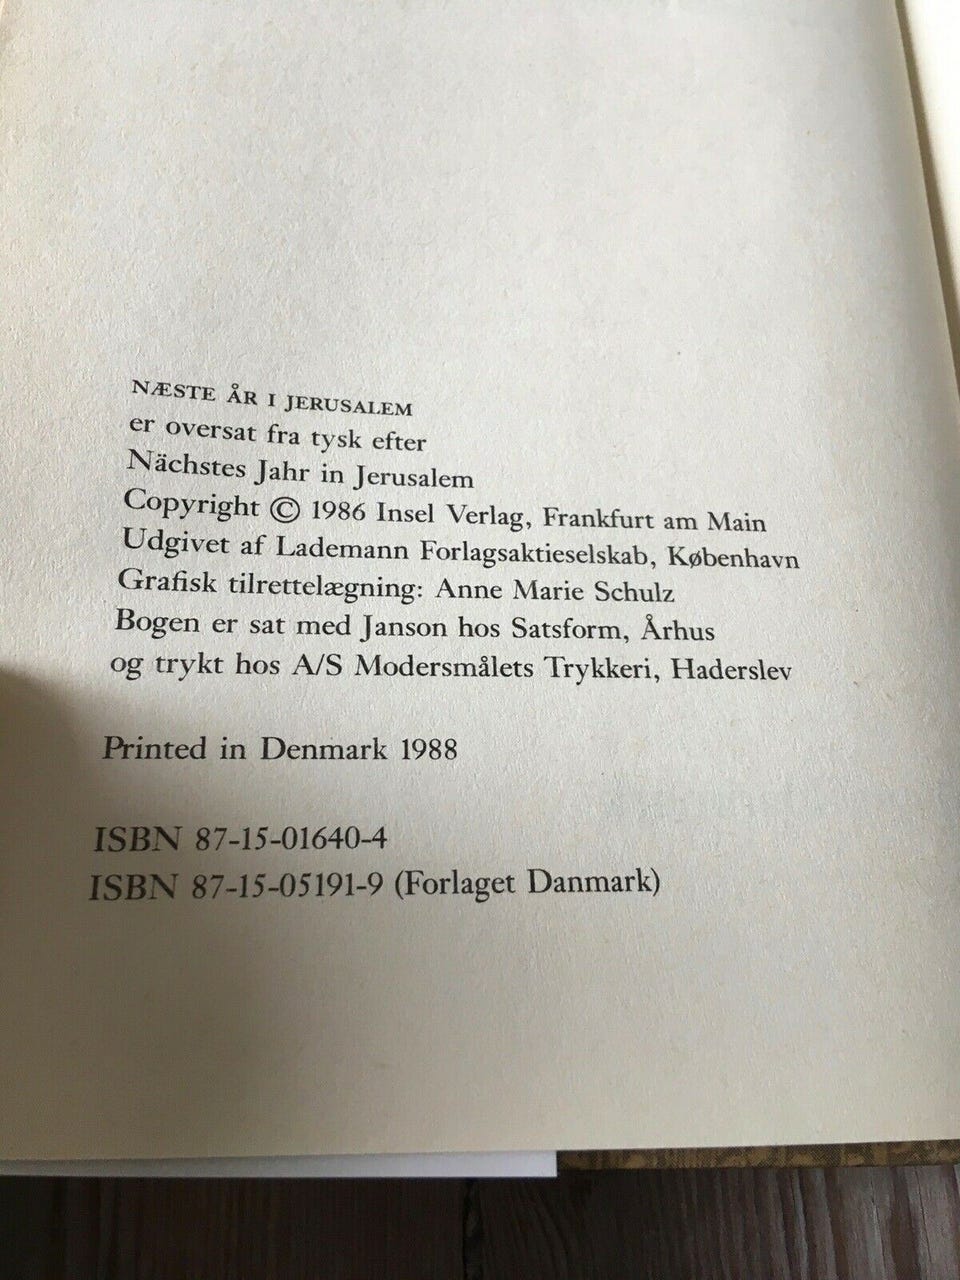 NÆSTE ÅR I JERUSALEM
er oversat fra tysk efter
Nächstes Jahr in Jerusalem
Copyright © 1986 Insel Verlag, Frankfurt am Main
Udgivet af Lademann Forlagsaktieselskab, København
Grafisk tilrettelægning: Anne Marie Schulz
Bogen er sat med Janson hos Satsform, Århus
og trykt hos A/S Modersmålets Trykkeri, Haderslev
Printed in Denmark 1988
ISBN 87-15-01640-4
ISBN 87-15-05191-9 (Forlaget Danmark)